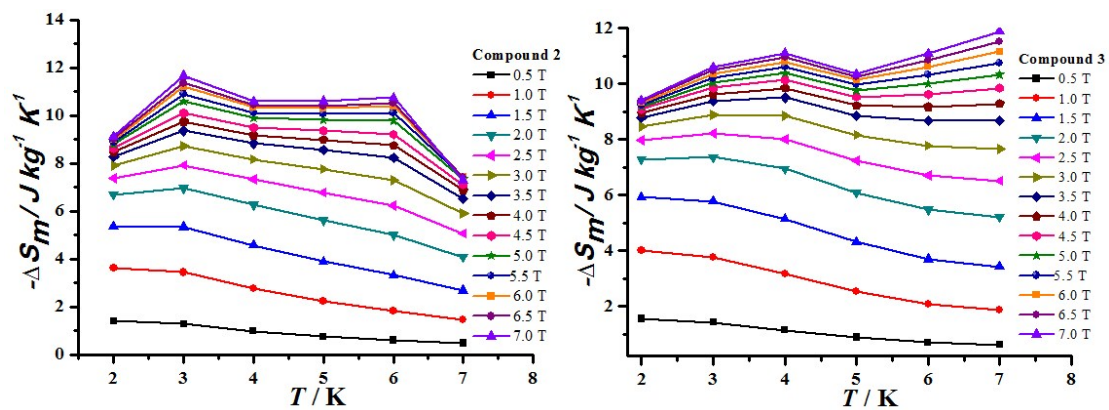 14
12
10
8
6
4
2
0
-ΔSm/ J kg-1 K-1
2 3 4 5 6 7 8
T / K
Compound 2
0.5 T
1.0 T
1.5 T
2.0 T
2.5 T
3.0 T
3.5 T
4.0 T
4.5 T
5.0 T
5.5 T
6.0 T
6.5 T
7.0 T
12
10
8
6
4
2
-ΔSm/ J kg-1 K-1
2 3 4 5 6 7 8
T / K
Compound 3
0.5 T
1.0 T
1.5 T
2.0 T
2.5 T
3.0 T
3.5 T
4.0 T
4.5 T
5.0 T
5.5 T
6.0 T
6.5 T
7.0 T